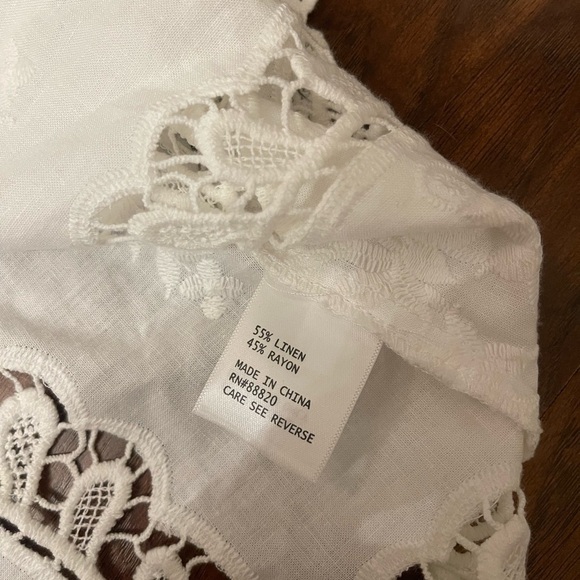 55% LINEN
45% RAYON
MADE IN CHINA
RN#88820
CARE SEE REVERSE